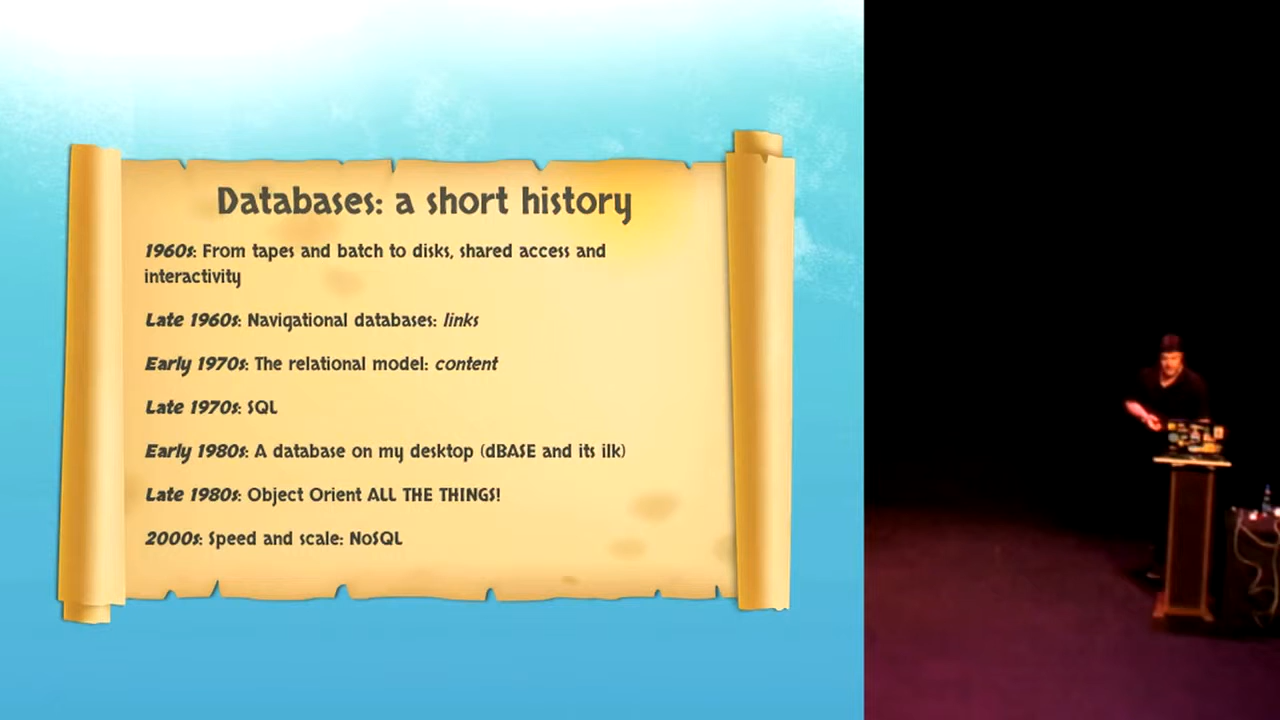 Databases: a short history
1960s: From tapes and batch to disks, shared access and
interactivity
Late 1960s: Navigational databases: links
Early 1970s: The relational model: content
Late 1970s: SQL
Early 1980s: A database on my desktop (dBASE and its ilk)
Late 1980s: Object Orient ALL THE THINGS!
2000s: Speed and scale: NoSQL